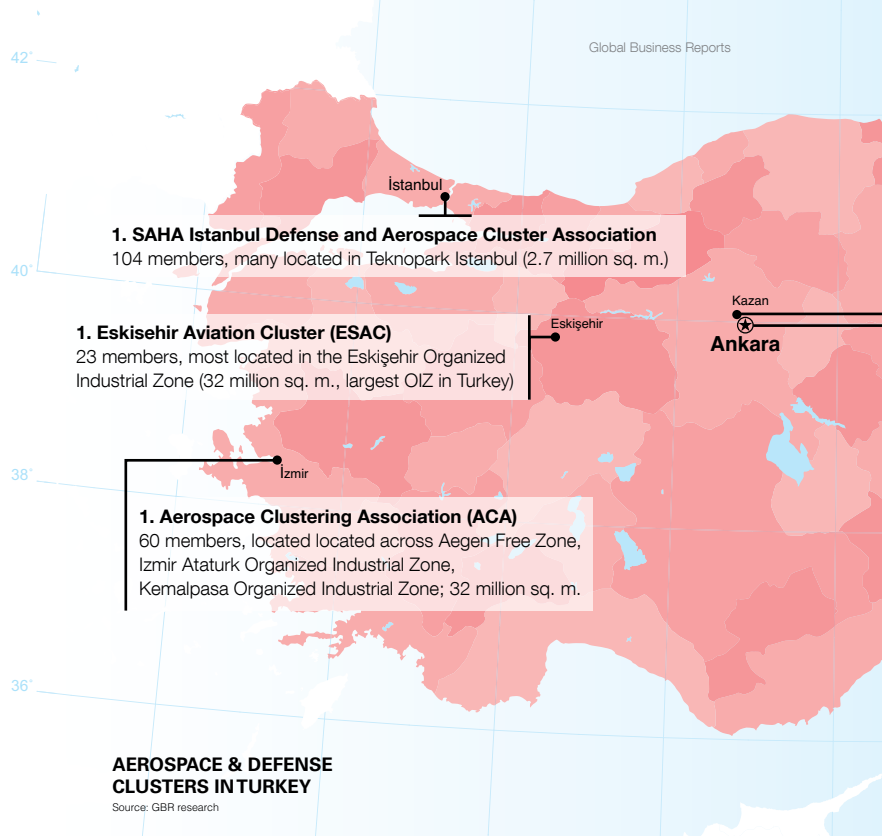 Global Business Reports
42°
İstanbul
1. SAHA Istanbul Defense and Aerospace Cluster Association
104 members, many located in Teknopark Istanbul (2.7 million sq. m.)
40°
Kazan
Ankara
Eskişehir
1. Eskisehir Aviation Cluster (ESAC)
23 members, most located in the Eskişehir Organized
Industrial Zone (32 million sq. m., largest OIZ in Turkey)
38°
İzmir
1. Aerospace Clustering Association (ACA)
60 members, located located across Aegen Free Zone,
Izmir Ataturk Organized Industrial Zone,
Kemalpasa Organized Industrial Zone; 32 million sq. m.
36°
AEROSPACE & DEFENSE
CLUSTERS IN TURKEY
Source: GBR research